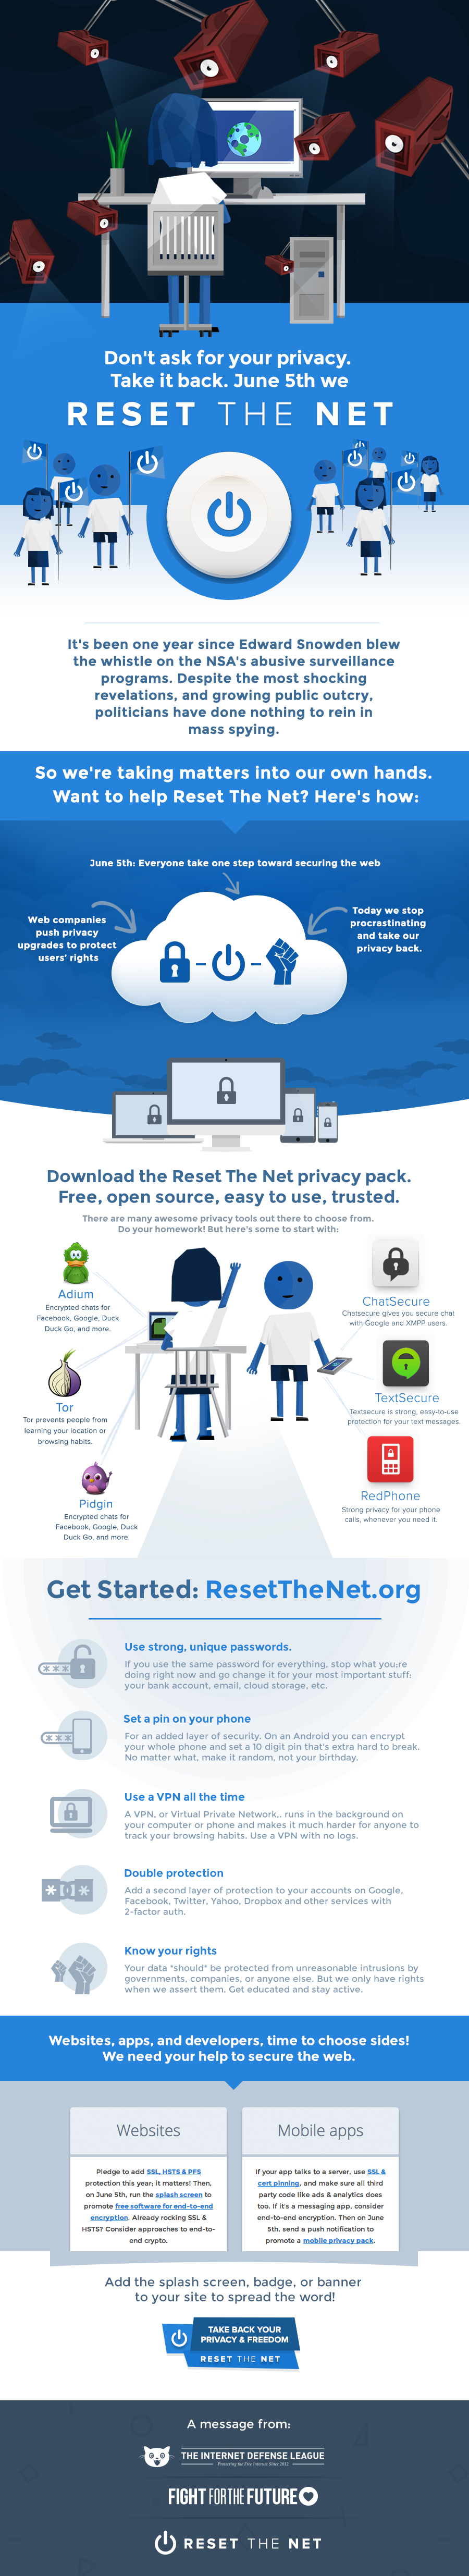 Don't ask for your privacy.
Take it back. June 5th we
RESET THE NET
It's been one year since Edward Snowden blew
the whistle on the NSA's abusive surveillance
programs. Despite the most shocking
revelations, and growing public outcry,
politicians have done nothing to rein in
mass spying.
So we're taking matters into our own hands.
Want to help Reset The Net? Here's how:
June 5th: Everyone take one step toward securing the web
Web companies
push privacy
upgrades to protect
users' rights
Today we stop
procrastinating
and take our
privacy back.
Download the Reset The Net privacy pack.
Free, open source, easy to use, trusted.
There are many awesome privacy tools out there to choose from.
Do your homework! But here's some to start with:
Adium
Encrypted chats for
Facebook, Google, Duck
Duck Go, and more.
Tor
Tor prevents people from
learning your location or
browsing habits.
Pidgin
Encrypted chats for
Facebook, Google, Duck
Duck Go, and more.
ChatSecure
Chatsecure gives you secure chat
with Google and XMPP users.
TextSecure
Textsecure is strong, easy-to-use
protection for your text messages.
RedPhone
Strong privacy for your phone
calls, whenever you need it.
Get Started: ResetTheNet.org
Use strong, unique passwords.
If you use the same password for everything, stop what you;re
doing right now and go change it for your most important stuff:
your bank account, email, cloud storage, etc.
Set a pin on your phone
For an added layer of security. On an Android you can encrypt
your whole phone and set a 10 digit pin that's extra hard to break.
No matter what, make it random, not your birthday.
Use a VPN all the time
A VPN, or Virtual Private Network,. runs in the background on
your computer or phone and makes it much harder for anyone to
track your browsing habits. Use a VPN with no logs.
Double protection
Add a second layer of protection to your accounts on Google,
Facebook, Twitter, Yahoo, Dropbox and other services with
2-factor auth.
Know your rights
Your data *should* be protected from unreasonable intrusions by
governments, companies, or anyone else. But we only have rights
when we assert them. Get educated and stay active.
Websites, apps, and developers, time to choose sides!
We need your help to secure the web.
Websites
Pledge to add SSL, HSTS & PFS
protection this year; it matters! Then,
on June 5th, run the splash screen to
promote free software for end-to-end
encryption. Already rocking SSL &
HSTS? Consider approaches to end-to-
end crypto.
Mobile apps
If your app talks to a server, use SSL &
cert pinning, and make sure all third
party code like ads & analytics does
too. If it's a messaging app, consider
end-to-end encryption. Then on June
5th, send a push notification to
promote a mobile privacy pack.
Add the splash screen, badge, or banner
to your site to spread the word!
TAKE BACK YOUR
PRIVACY & FREEDOM
RESET THE NET
A message from:
THE INTERNET DEFENSE LEAGUE
Protecting the Free Internet Since 2012
FIGHT FOR THE FUTURE
RESET THE NET